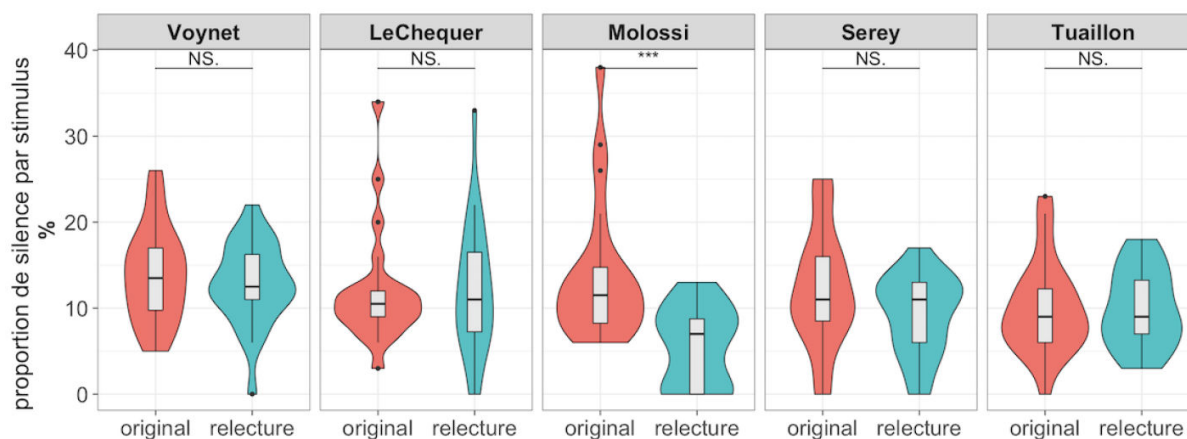 Voynet LeChequer Molossi Serey Tuaillon
NS. NS. *** NS. NS.
proportion de silence par stimulus
%
40
30
20
10
0
original relecture original relecture original relecture original relecture original relecture